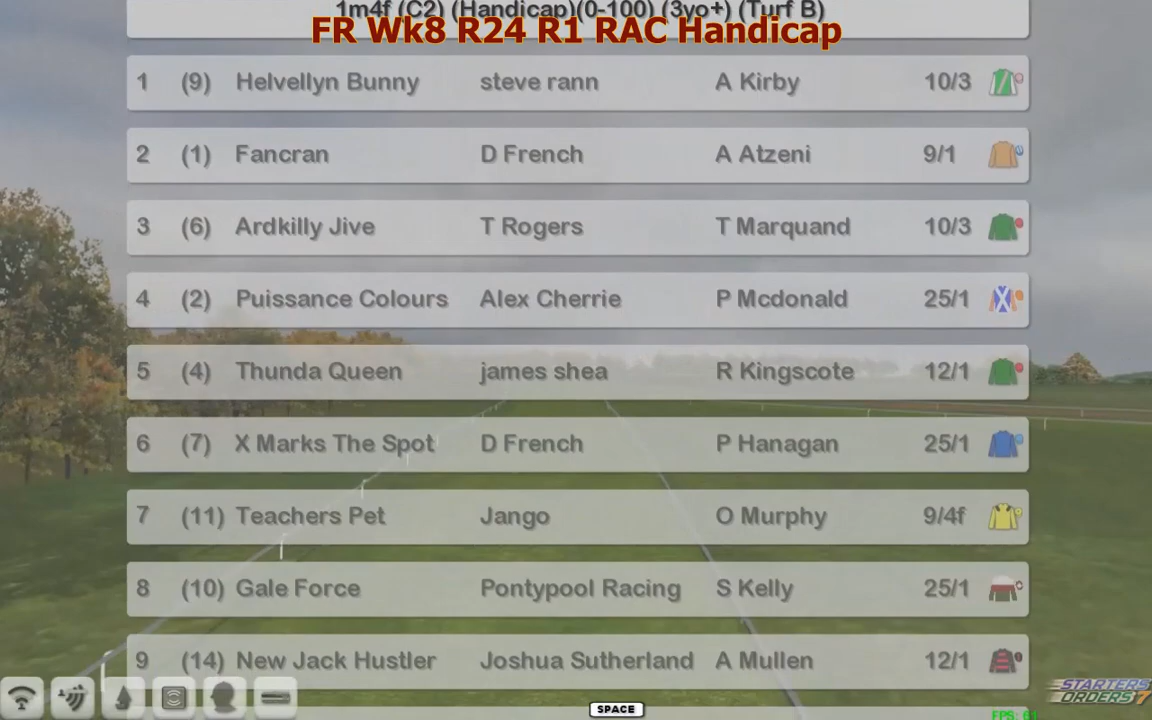 1m4f (C2) (Handicap)(0-100) (3yo+) (Turf B)
FR Wk8 R24 R1 RAC Handicap
1 (9) Helvellyn Bunny steve rann A Kirby 10/3
2 (1) Fancran D French A Atzeni 9/1
3 (6) Ardkilly Jive T Rogers T Marquand 10/3
4 (2) Puissance Colours Alex Cherrie P Mcdonald 25/1
5 (4) Thunda Queen james shea R Kingscote 12/1
6 (7) X Marks The Spot D French P Hanagan 25/1
7 (11) Teachers Pet Jango O Murphy 9/4f
8 (10) Gale Force Pontypool Racing S Kelly 25/1
9 (14) New Jack Hustler Joshua Sutherland A Mullen 12/1
STARTERS ORDERS 7
SPACE
FPS: 61